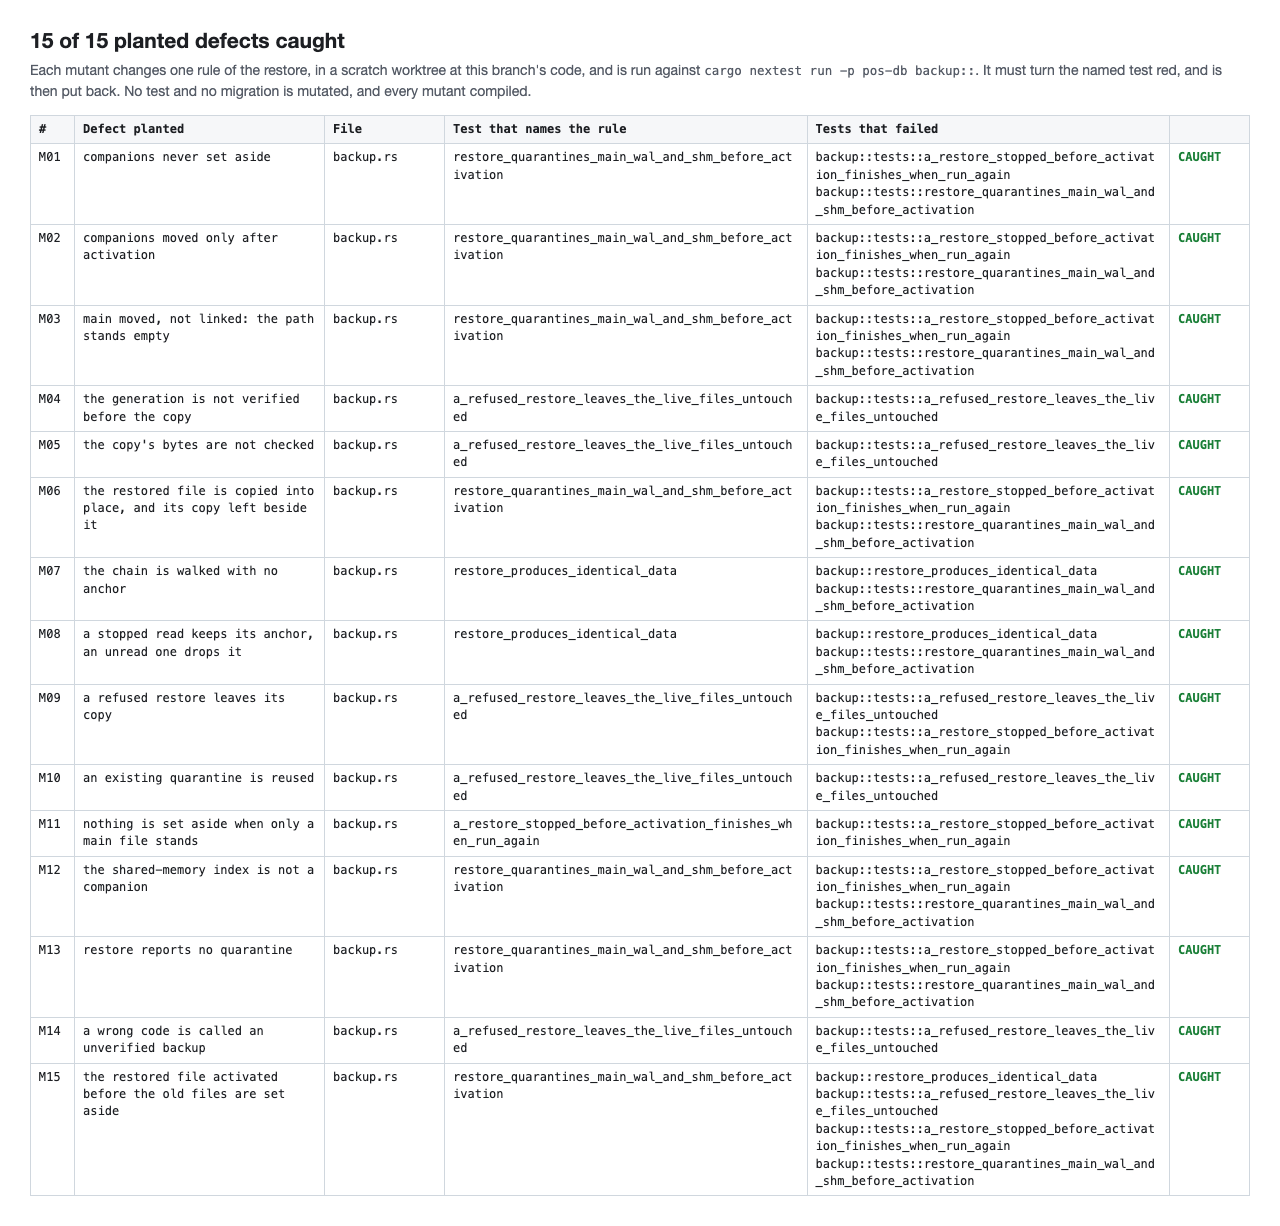 15 of 15 planted defects caught
Each mutant changes one rule of the restore, in a scratch worktree at this branch's code, and is run against cargo nextest run -p pos-db backup::. It must turn the named test red, and is
then put back. No test and no migration is mutated, and every mutant compiled.
# Defect planted File Test that names the rule Tests that failed
M01 companions never set aside backup.rs restore_quarantines_main_wal_and_shm_before_act backup::tests::a_restore_stopped_before_activat CAUGHT
ivation ion_finishes_when_run_again
backup::tests::restore_quarantines_main_wal_and
_shm_before_activation
M02 companions moved only after backup.rs restore_quarantines_main_wal_and_shm_before_act backup::tests::a_restore_stopped_before_activat CAUGHT
activation ivation ion_finishes_when_run_again
backup::tests::restore_quarantines_main_wal_and
_shm_before_activation
M03 main moved, not linked: the path backup.rs restore_quarantines_main_wal_and_shm_before_act backup::tests::a_restore_stopped_before_activat CAUGHT
stands empty ivation ion_finishes_when_run_again
backup::tests::restore_quarantines_main_wal_and
_shm_before_activation
M04 the generation is not verified backup.rs a_refused_restore_leaves_the_live_files_untouch backup::tests::a_refused_restore_leaves_the_liv CAUGHT
before the copy ed e_files_untouched
M05 the copy's bytes are not checked backup.rs a_refused_restore_leaves_the_live_files_untouch backup::tests::a_refused_restore_leaves_the_liv CAUGHT
ed e_files_untouched
M06 the restored file is copied into backup.rs restore_quarantines_main_wal_and_shm_before_act backup::tests::a_restore_stopped_before_activat CAUGHT
place, and its copy left beside ivation ion_finishes_when_run_again
it backup::tests::restore_quarantines_main_wal_and
_shm_before_activation
M07 the chain is walked with no backup.rs restore_produces_identical_data backup::restore_produces_identical_data CAUGHT
anchor backup::tests::restore_quarantines_main_wal_and
_shm_before_activation
M08 a stopped read keeps its anchor, backup.rs restore_produces_identical_data backup::restore_produces_identical_data CAUGHT
an unread one drops it backup::tests::restore_quarantines_main_wal_and
_shm_before_activation
M09 a refused restore leaves its backup.rs a_refused_restore_leaves_the_live_files_untouch backup::tests::a_refused_restore_leaves_the_liv CAUGHT
copy ed e_files_untouched
backup::tests::a_restore_stopped_before_activat
ion_finishes_when_run_again
M10 an existing quarantine is reused backup.rs a_refused_restore_leaves_the_live_files_untouch backup::tests::a_refused_restore_leaves_the_liv CAUGHT
ed e_files_untouched
M11 nothing is set aside when only a backup.rs a_restore_stopped_before_activation_finishes_wh backup::tests::a_restore_stopped_before_activat CAUGHT
main file stands en_run_again ion_finishes_when_run_again
M12 the shared-memory index is not a backup.rs restore_quarantines_main_wal_and_shm_before_act backup::tests::a_restore_stopped_before_activat CAUGHT
companion ivation ion_finishes_when_run_again
backup::tests::restore_quarantines_main_wal_and
_shm_before_activation
M13 restore reports no quarantine backup.rs restore_quarantines_main_wal_and_shm_before_act backup::tests::a_restore_stopped_before_activat CAUGHT
ivation ion_finishes_when_run_again
backup::tests::restore_quarantines_main_wal_and
_shm_before_activation
M14 a wrong code is called an backup.rs a_refused_restore_leaves_the_live_files_untouch backup::tests::a_refused_restore_leaves_the_liv CAUGHT
unverified backup ed e_files_untouched
M15 the restored file activated backup.rs restore_quarantines_main_wal_and_shm_before_act backup::restore_produces_identical_data CAUGHT
before the old files are set ivation backup::tests::a_refused_restore_leaves_the_liv
aside e_files_untouched
backup::tests::a_restore_stopped_before_activat
ion_finishes_when_run_again
backup::tests::restore_quarantines_main_wal_and
_shm_before_activation